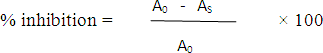 A₀ - Aₛ
% inhibition = × 100
A₀